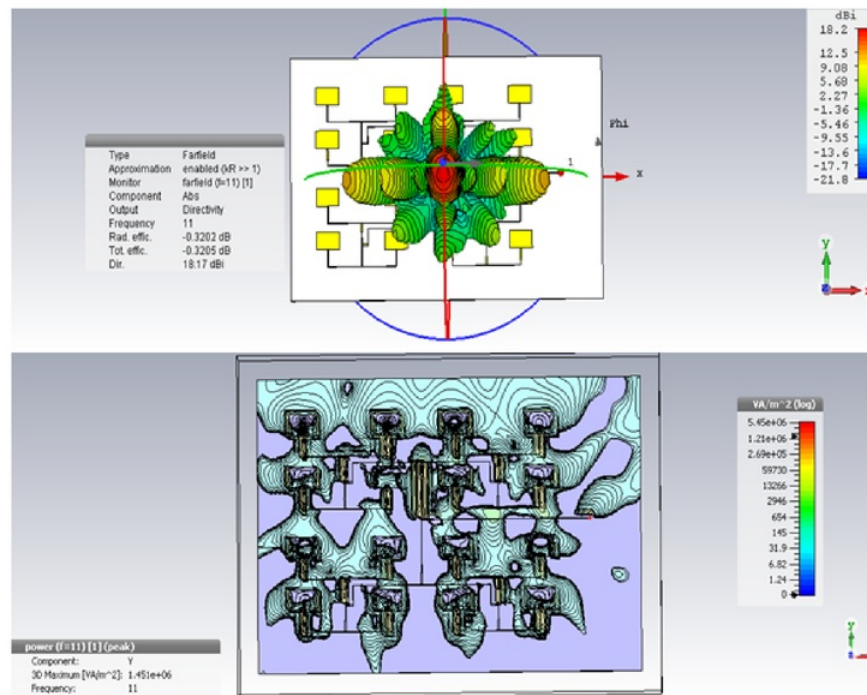 dBi
18.2
12.5
9.08
5.68
2.27
-1.36
-5.46
-9.55
-13.6
-17.7
-21.8
Phi
1
x
Type Farfield
Approximation enabled (kR >> 1)
Monitor farfield (f=11) [1]
Component Abs
Output Directivity
Frequency 11
Rad. effic. -0.3202 dB
Tot. effic. -0.3205 dB
Dir. 18.17 dBi
y
VA/m^2 (log)
5.45e+06
1.21e+06
2.69e+05
59730
13266
2946
654
145
31.9
6.82
1.24
0
y
power (f=11) [1] (peak)
Component: Y
3D Maximum [VA/m^2]: 1.451e+06
Frequency: 11